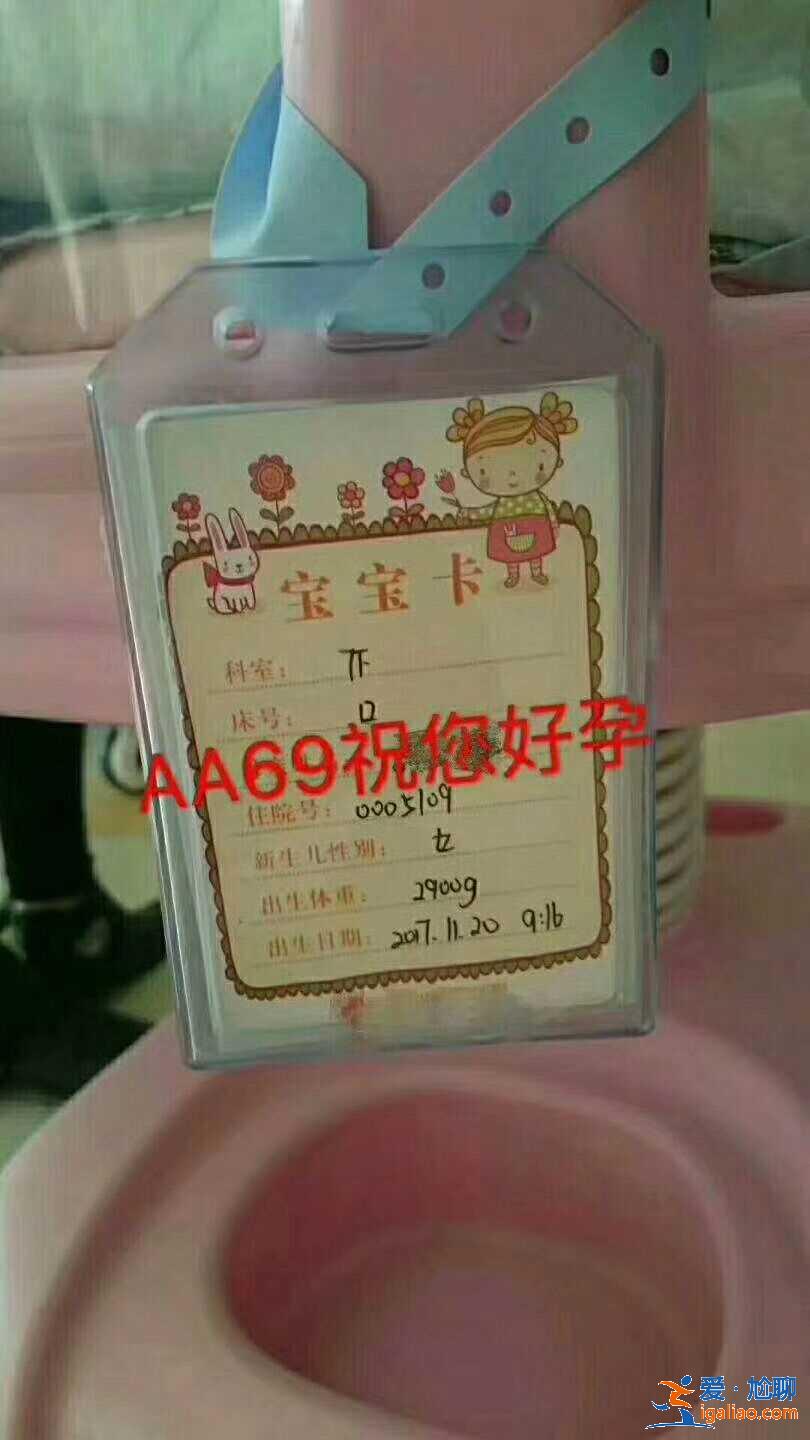 宝宝卡
科室：
床号：
AA69祝您好孕
住院号：0005109
新生儿性别：女
出生体重：2900g
出生日期：2017.11.20 9:16
爱·尬聊
igaliao.com